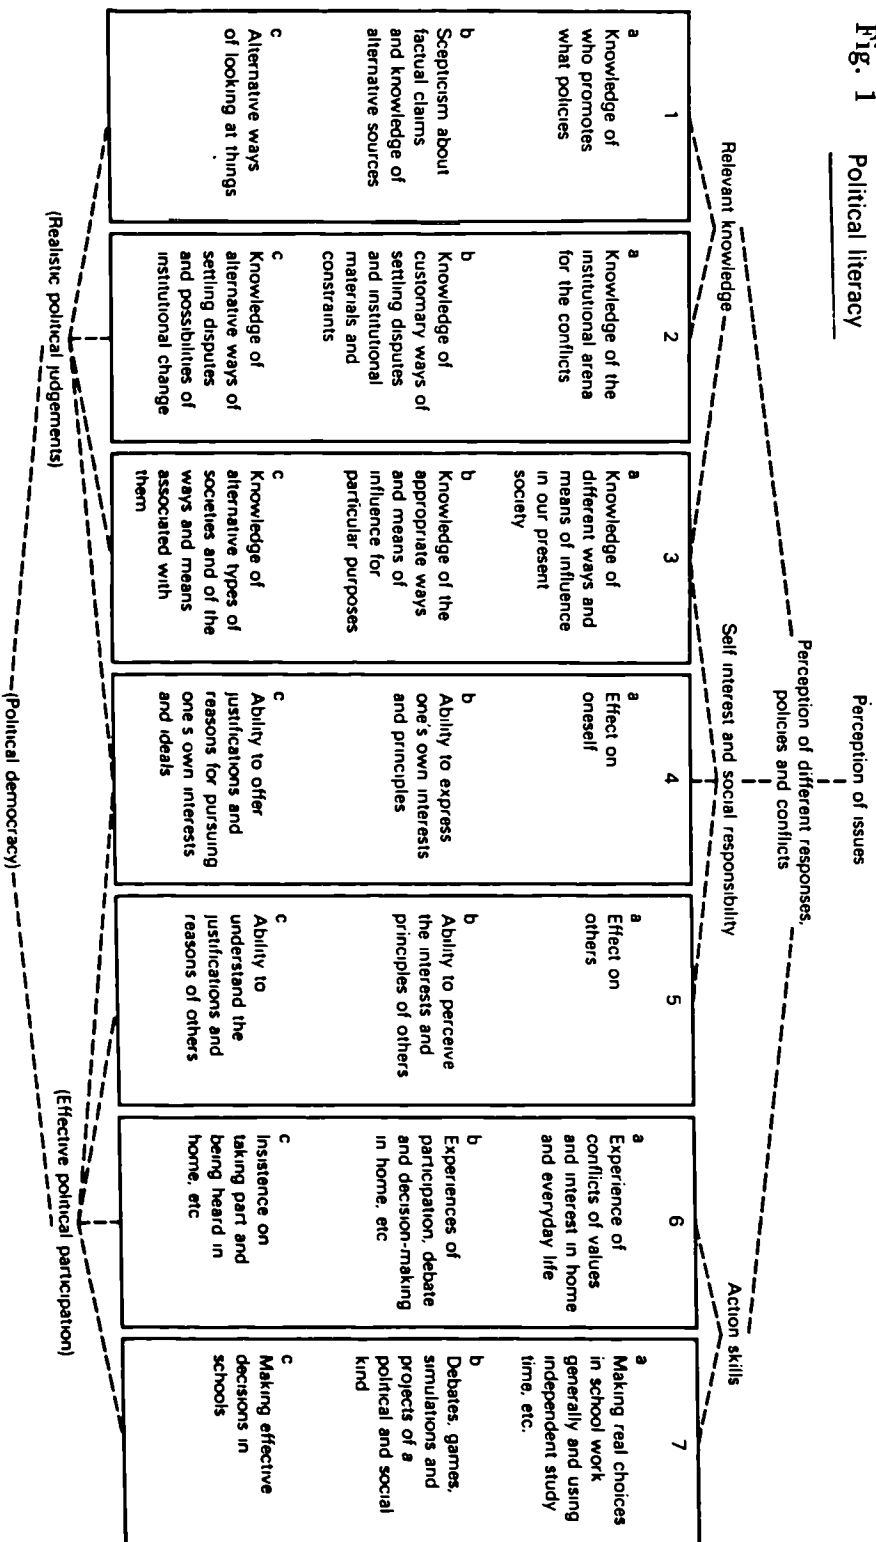 Fig. 1 Political literacy
Perception of issues
Perception of different responses,
policies and conflicts
Relevant knowledge
Self interest and social responsibility
Action skills
1
a
Knowledge of
who promotes
what policies
b
Scepticism about
factual claims
and knowledge of
alternative sources
c
Alternative ways
of looking at things
2
a
Knowledge of the
institutional arena
for the conflicts
b
Knowledge of
customary ways of
settling disputes
and institutional
materials and
constraints
c
Knowledge of
alternative ways of
settling disputes
and possibilities of
institutional change
3
a
Knowledge of
different ways and
means of influence
in our present
society
b
Knowledge of the
appropriate ways
and means of
influence for
particular purposes
c
Knowledge of
alternative types of
societies and of the
ways and means
associated with
them
4
a
Effect on
oneself
b
Ability to express
one's own interests
and principles
c
Ability to offer
justifications and
reasons for pursuing
one s own interests
and ideals
5
a
Effect on
others
b
Ability to perceive
the interests and
principles of others
c
Ability to
understand the
justifications and
reasons of others
6
a
Experience of
conflicts of values
and interest in home
and everyday life
b
Experiences of
participation, debate
and decision-making
in home, etc
c
Insistence on
taking part and
being heard in
home, etc
7
a
Making real choices
in school work
generally and using
independent study
time, etc.
b
Debates, games,
simulations and
projects of a
political and social
kind
c
Making effective
decisions in
schools
(Realistic political judgements)
(Effective political participation)
(Political democracy)